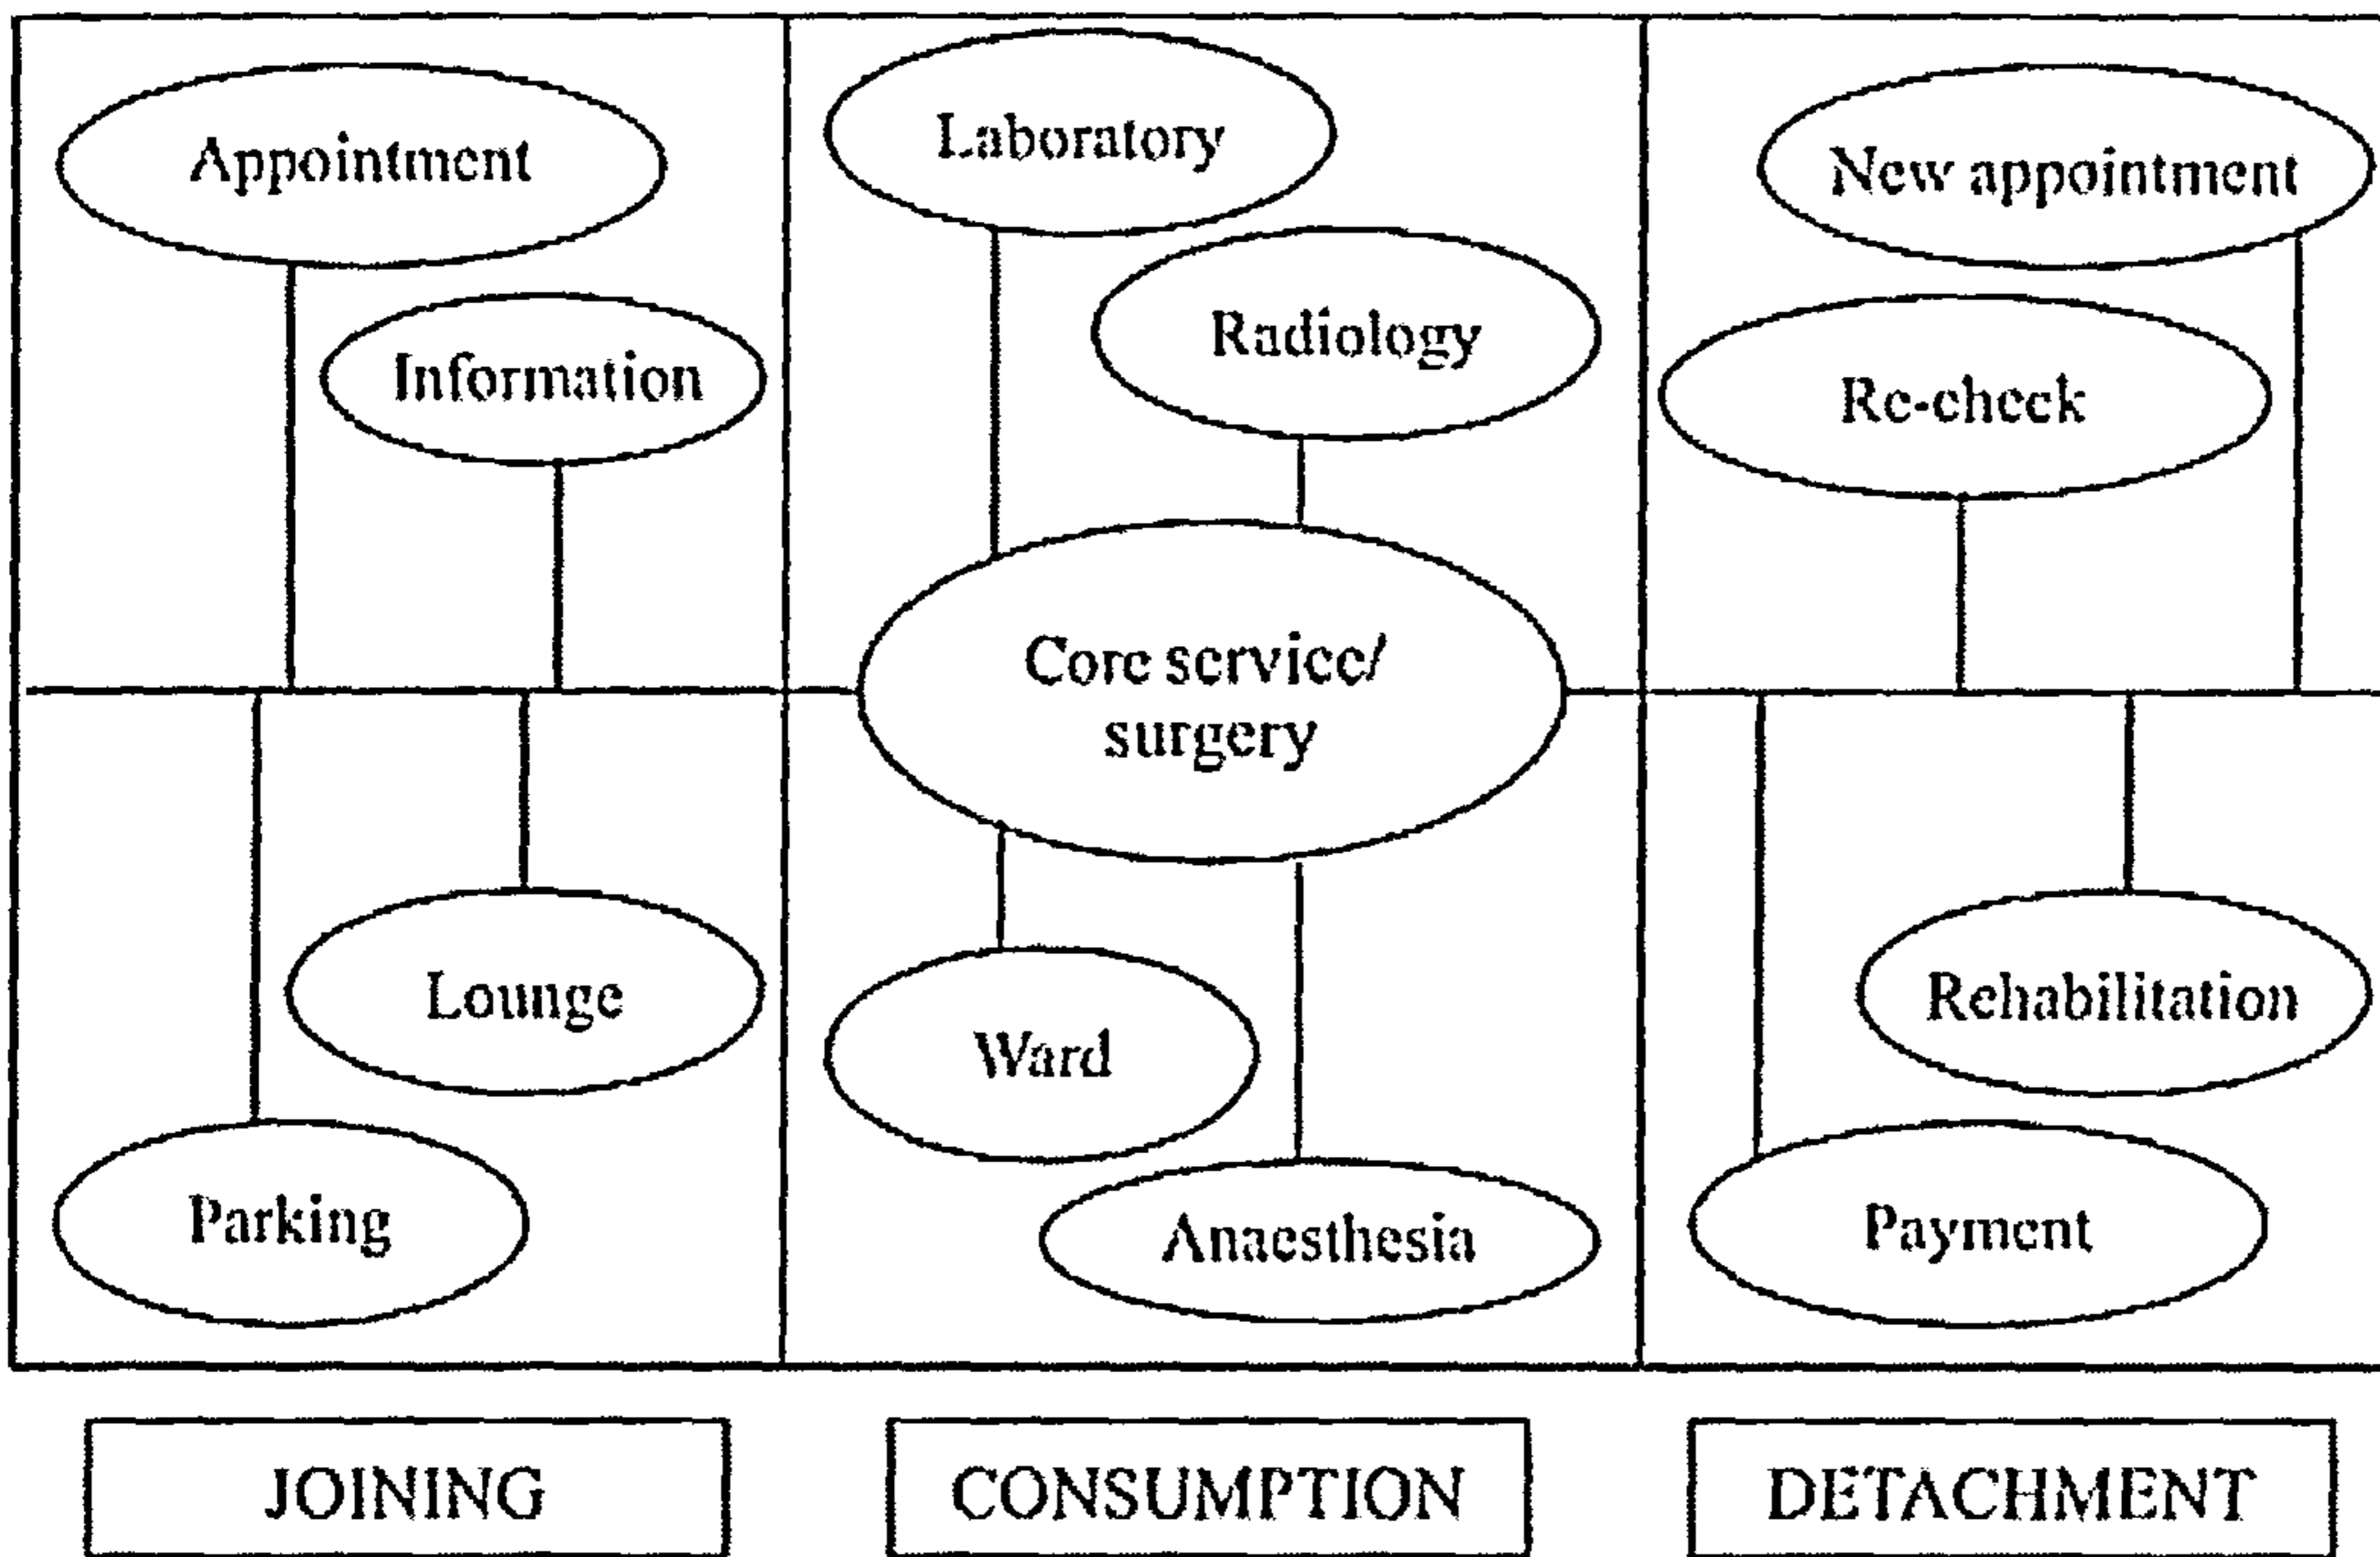 Appointment
Information
Lounge
Parking
Laboratory
Radiology
Core service/
surgery
Ward
Anaesthesia
New appointment
Re-check
Rehabilitation
Payment
JOINING
CONSUMPTION
DETACHMENT